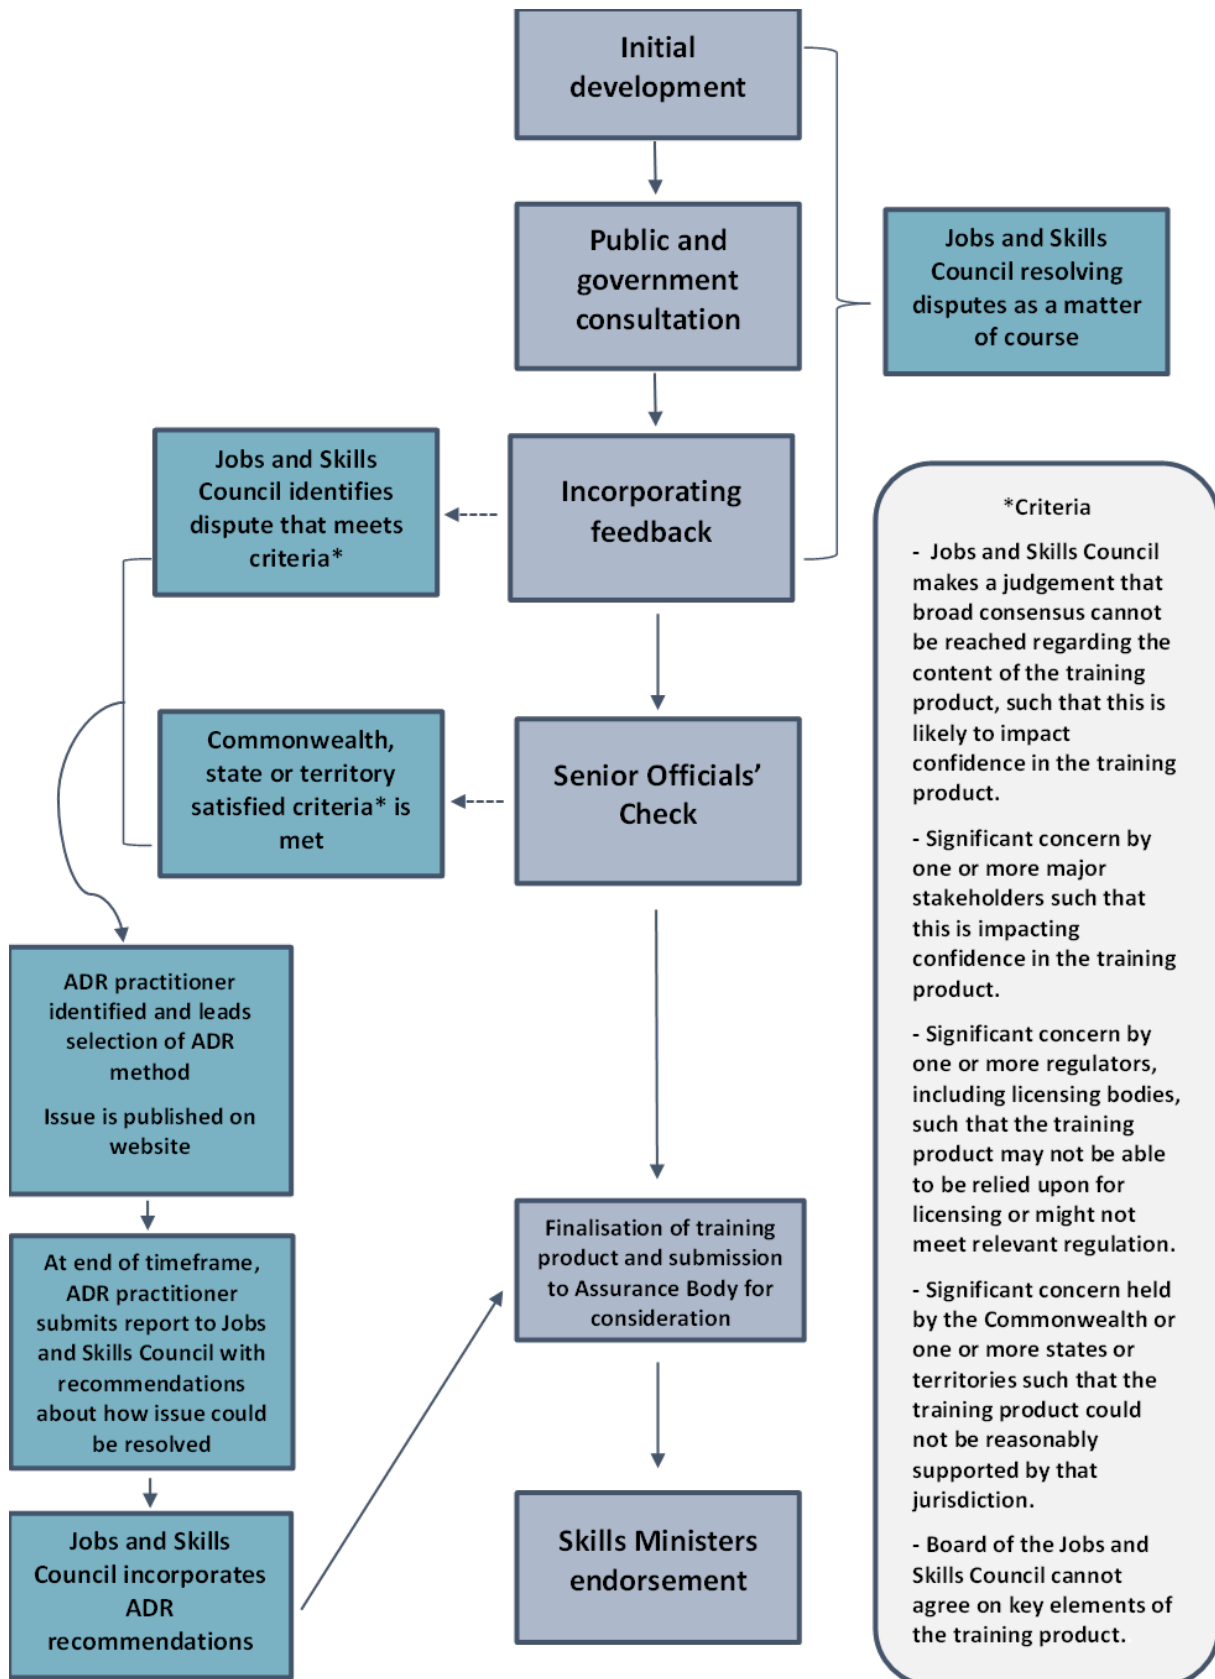 Initial
development
Public and
government
consultation
Jobs and Skills
Council resolving
disputes as a matter
of course
Jobs and Skills
Council identifies
dispute that meets
criteria*
Incorporating
feedback
Commonwealth,
state or territory
satisfied criteria* is
met
Senior Officials'
Check
ADR practitioner
identified and leads
selection of ADR
method
Issue is published on
website
At end of timeframe,
ADR practitioner
submits report to Jobs
and Skills Council with
recommendations
about how issue could
be resolved
Jobs and Skills
Council incorporates
ADR
recommendations
Finalisation of training
product and submission
to Assurance Body for
consideration
Skills Ministers
endorsement
*Criteria
- Jobs and Skills Council
makes a judgement that
broad consensus cannot
be reached regarding the
content of the training
product, such that this is
likely to impact
confidence in the training
product.
- Significant concern by
one or more major
stakeholders such that
this is impacting
confidence in the training
product.
- Significant concern by
one or more regulators,
including licensing bodies,
such that the training
product may not be able
to be relied upon for
licensing or might not
meet relevant regulation.
- Significant concern held
by the Commonwealth or
one or more states or
territories such that the
training product could
not be reasonably
supported by that
jurisdiction.
- Board of the Jobs and
Skills Council cannot
agree on key elements of
the training product.